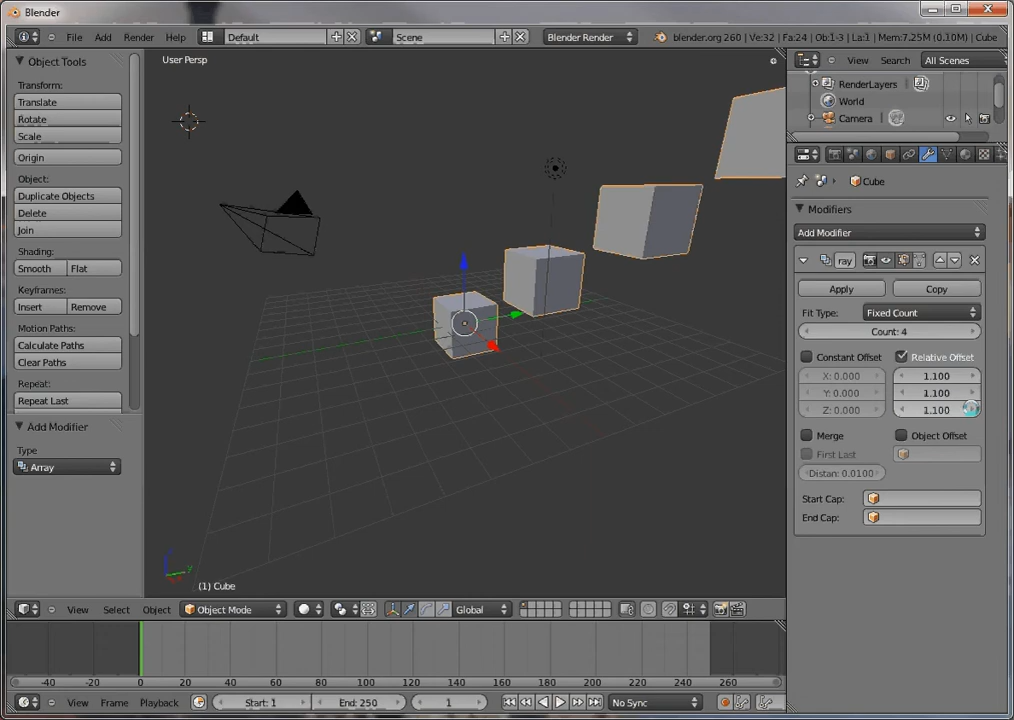 Blender
File Add Render Help Default Scene Blender Render blender.org 260 | Ve:32 | Fa:24 | Ob:1-3 | La:1 | Mem:7.25M (0.10M) | Cube
Object Tools
Transform:
Translate
Rotate
Scale
Origin
Object:
Duplicate Objects
Delete
Join
Shading:
Smooth Flat
Keyframes:
Insert Remove
Motion Paths:
Calculate Paths
Clear Paths
Repeat:
Repeat Last
Add Modifier
Type
Array
User Persp
(1) Cube
View Select Object Object Mode Global
View Search All Scenes
RenderLayers
World
Camera
Cube
Modifiers
Add Modifier
ray
Apply Copy
Fit Type: Fixed Count
Count: 4
Constant Offset Relative Offset
X: 0.000 1.100
Y: 0.000 1.100
Z: 0.000 1.100
Merge Object Offset
First Last
Distan: 0.0100
Start Cap:
End Cap:
-40 -20 0 20 40 60 80 100 120 140 160 180 200 220 240 260
View Frame Playback Start: 1 End: 250 1 No Sync